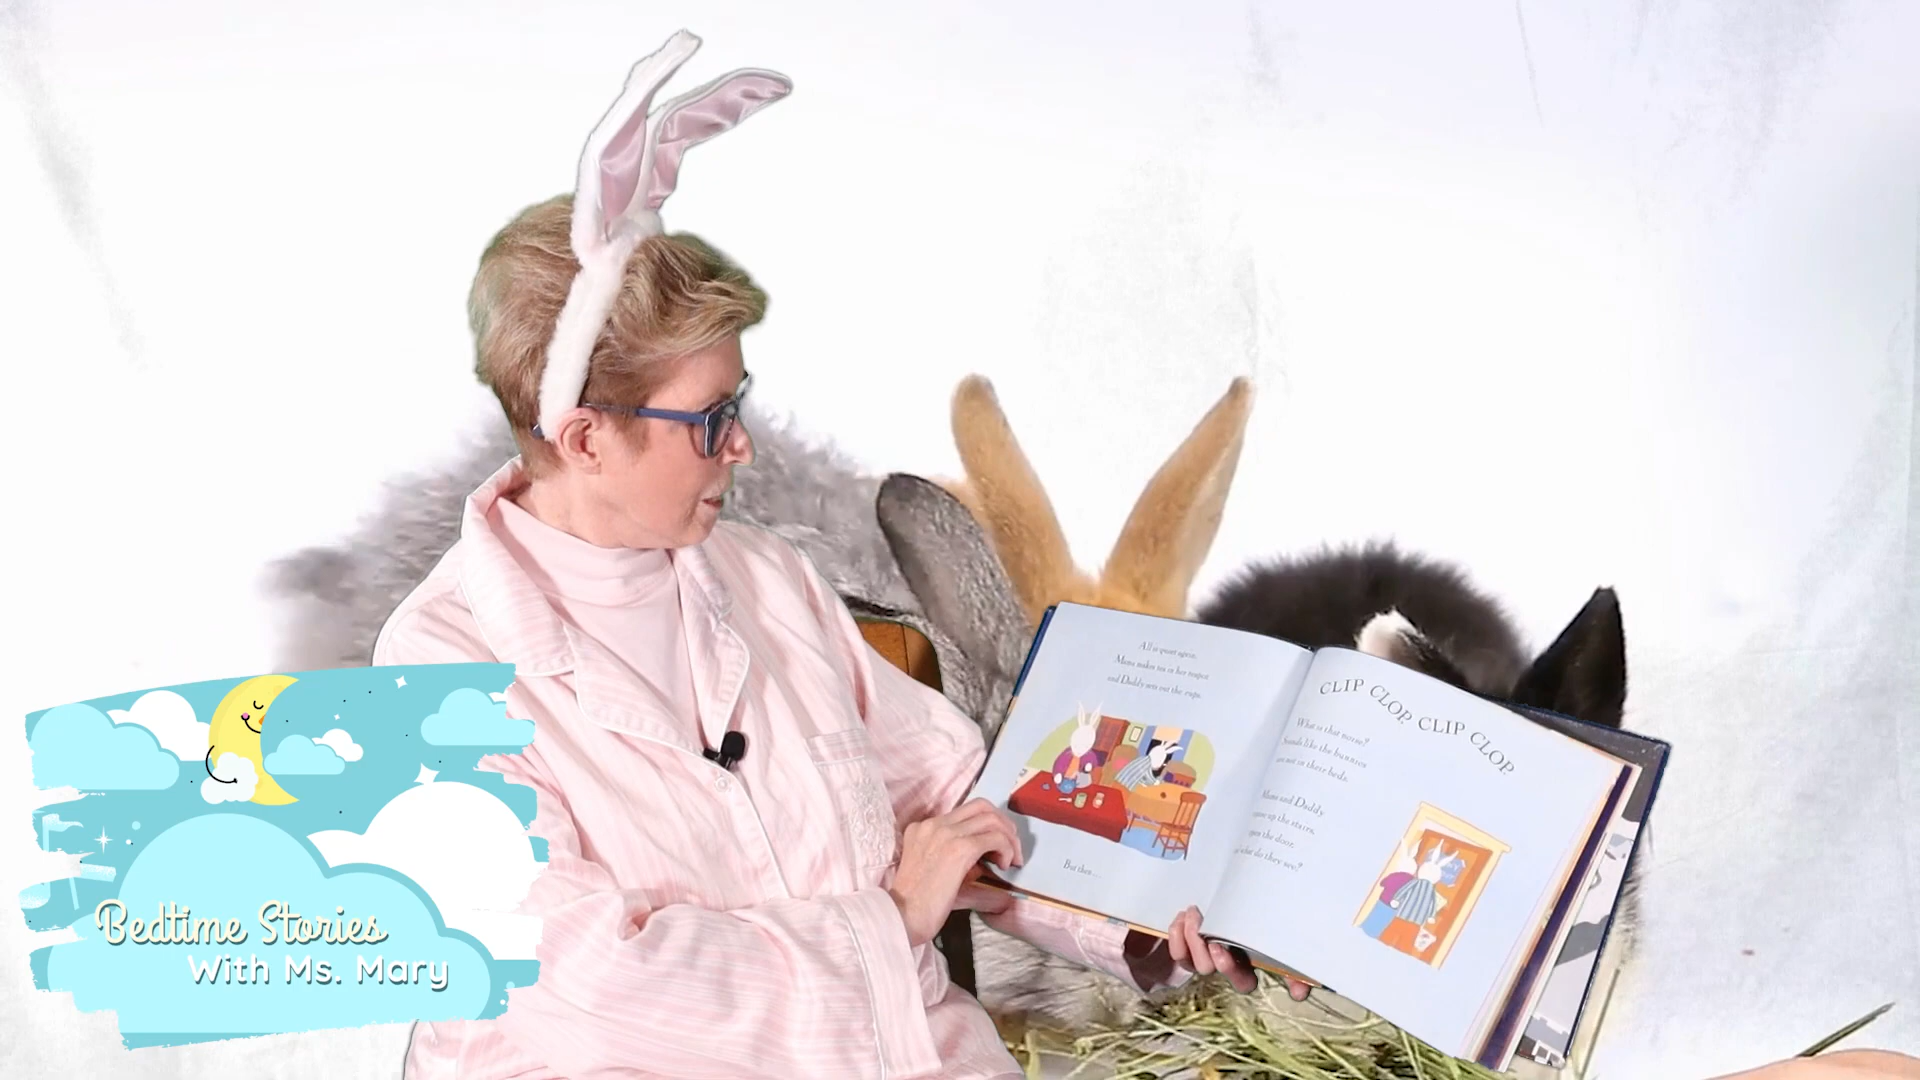 All is quiet again.
Mama makes tea in her teapot
and Daddy sets out the cups.
But then...
CLIP CLOP, CLIP CLOP.
What is that noise?
Sounds like the bunnies
are not in their beds.
Mama and Daddy
up the stairs,
open the door,
what do they see?
Bedtime Stories
With Ms. Mary